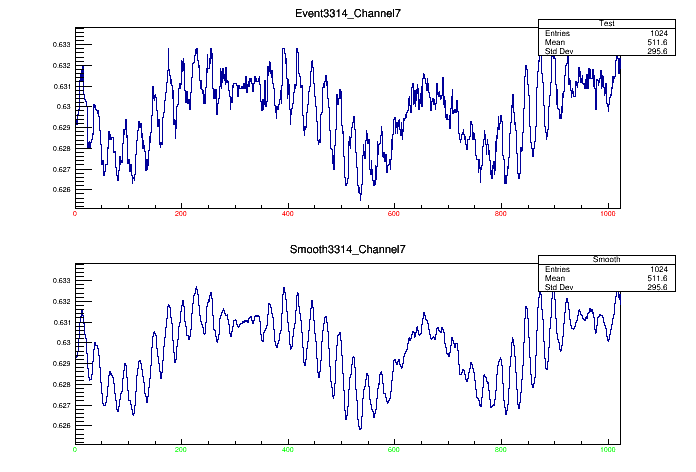 Event3314_Channel7
Test
Entries 1024
Mean 511.6
Std Dev 295.6
0.633
0.632
0.631
0.63
0.629
0.628
0.627
0.626
0 200 400 600 800 1000
Smooth3314_Channel7
Smooth
Entries 1024
Mean 511.6
Std Dev 295.6
0.633
0.632
0.631
0.63
0.629
0.628
0.627
0.626
0 200 400 600 800 1000